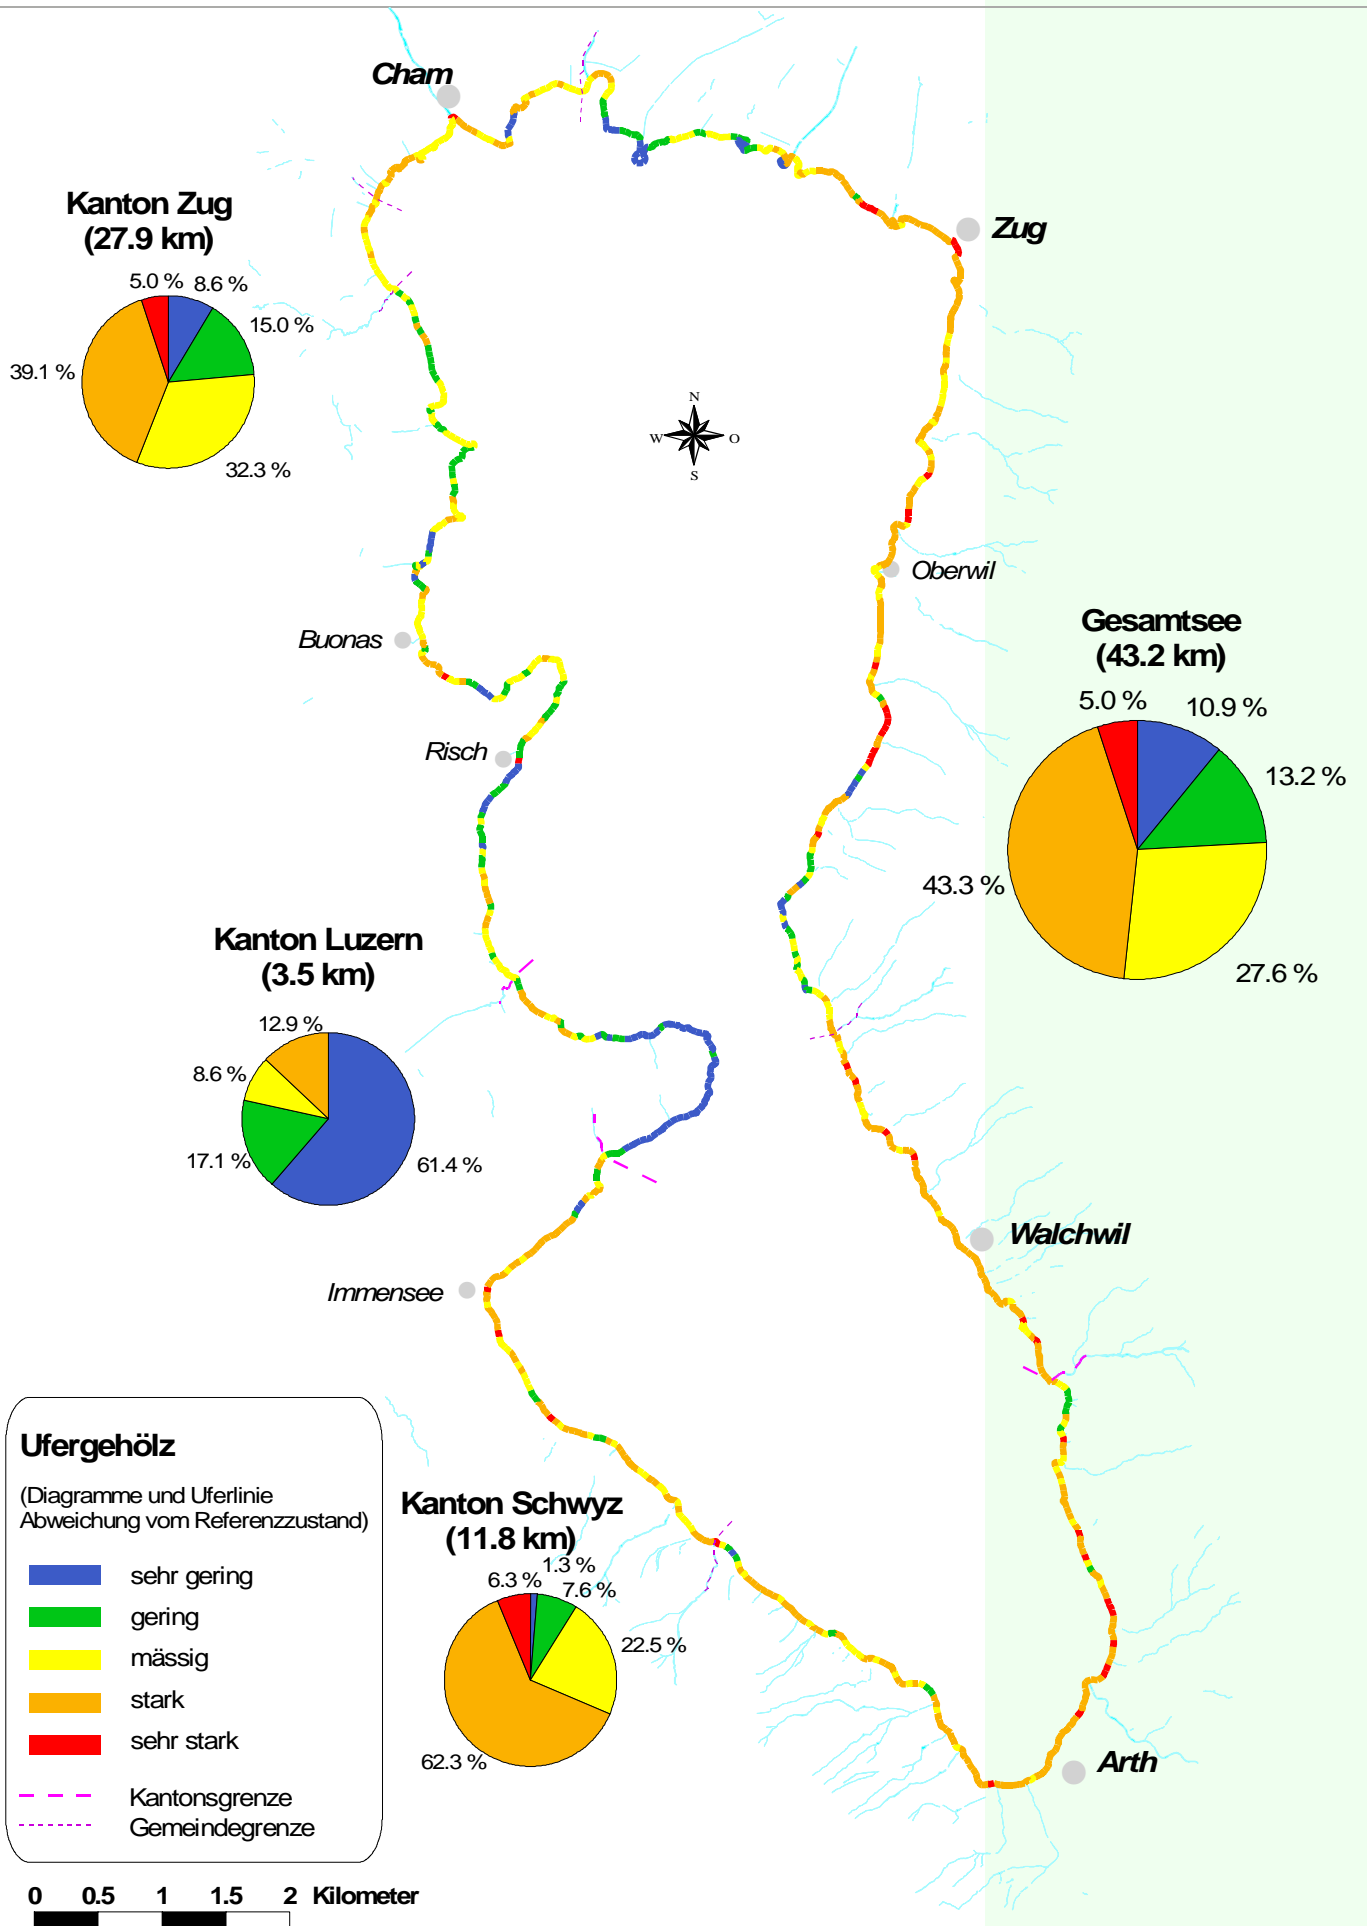 Cham
Kanton Zug
(27.9 km)
5.0 %
8.6 %
15.0 %
39.1 %
32.3 %
Zug
N
W
O
S
Oberwil
Buonas
Gesamtsee
(43.2 km)
5.0 %
10.9 %
13.2 %
43.3 %
27.6 %
Risch
Kanton Luzern
(3.5 km)
12.9 %
8.6 %
17.1 %
61.4 %
Walchwil
Immensee
Ufergehölz
(Diagramme und Uferlinie
Abweichung vom Referenzzustand)
sehr gering
gering
mässig
stark
sehr stark
Kantonsgrenze
Gemeindegrenze
Kanton Schwyz
(11.8 km)
1.3 %
6.3 %
7.6 %
22.5 %
62.3 %
Arth
0 0.5 1 1.5 2 Kilometer